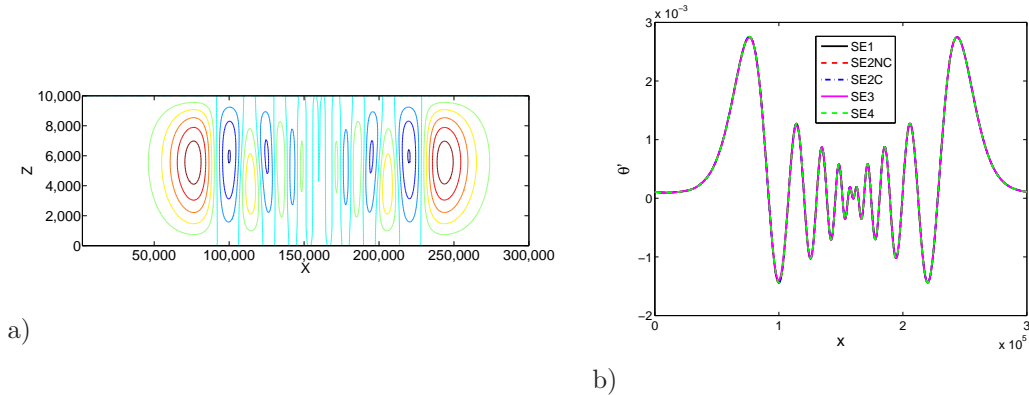 10,000
8,000
6,000
4,000
2,000
0
Z
50,000 100,000 150,000 200,000 250,000 300,000
X
a)
x 10⁻³
3
2
1
0
−1
−2
θ'
SE1
SE2NC
SE2C
SE3
SE4
0 1 2 3
x
x 10⁵
b)